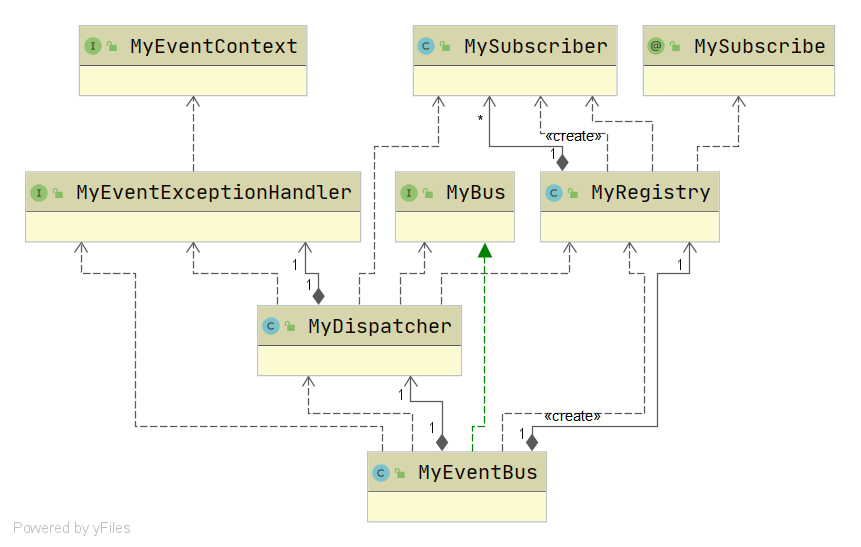 I MyEventContext
C MySubscriber
@ MySubscribe
*
«create»
1
I MyEventExceptionHandler
I MyBus
C MyRegistry
1
1
1
C MyDispatcher
1
«create»
1
1
C MyEventBus
Powered by yFiles